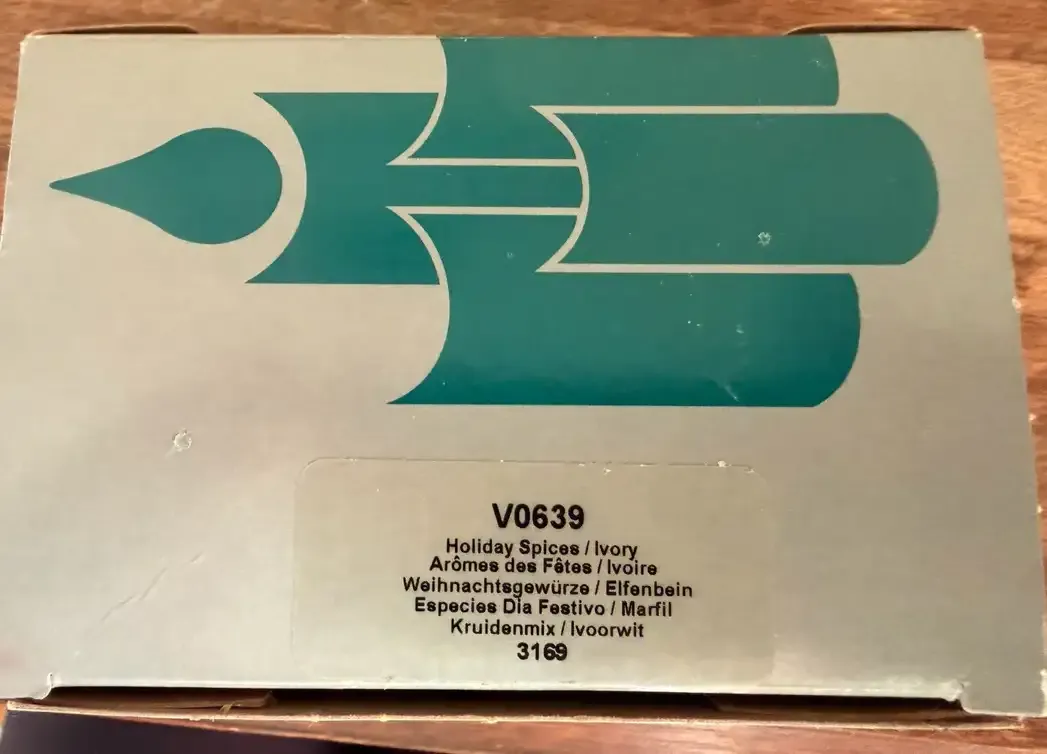 V0639
Holiday Spices / Ivory
Arômes des Fêtes / Ivoire
Weihnachtsgewürze / Elfenbein
Especies Dia Festivo / Marfil
Kruidenmix / Ivoorwit
3169